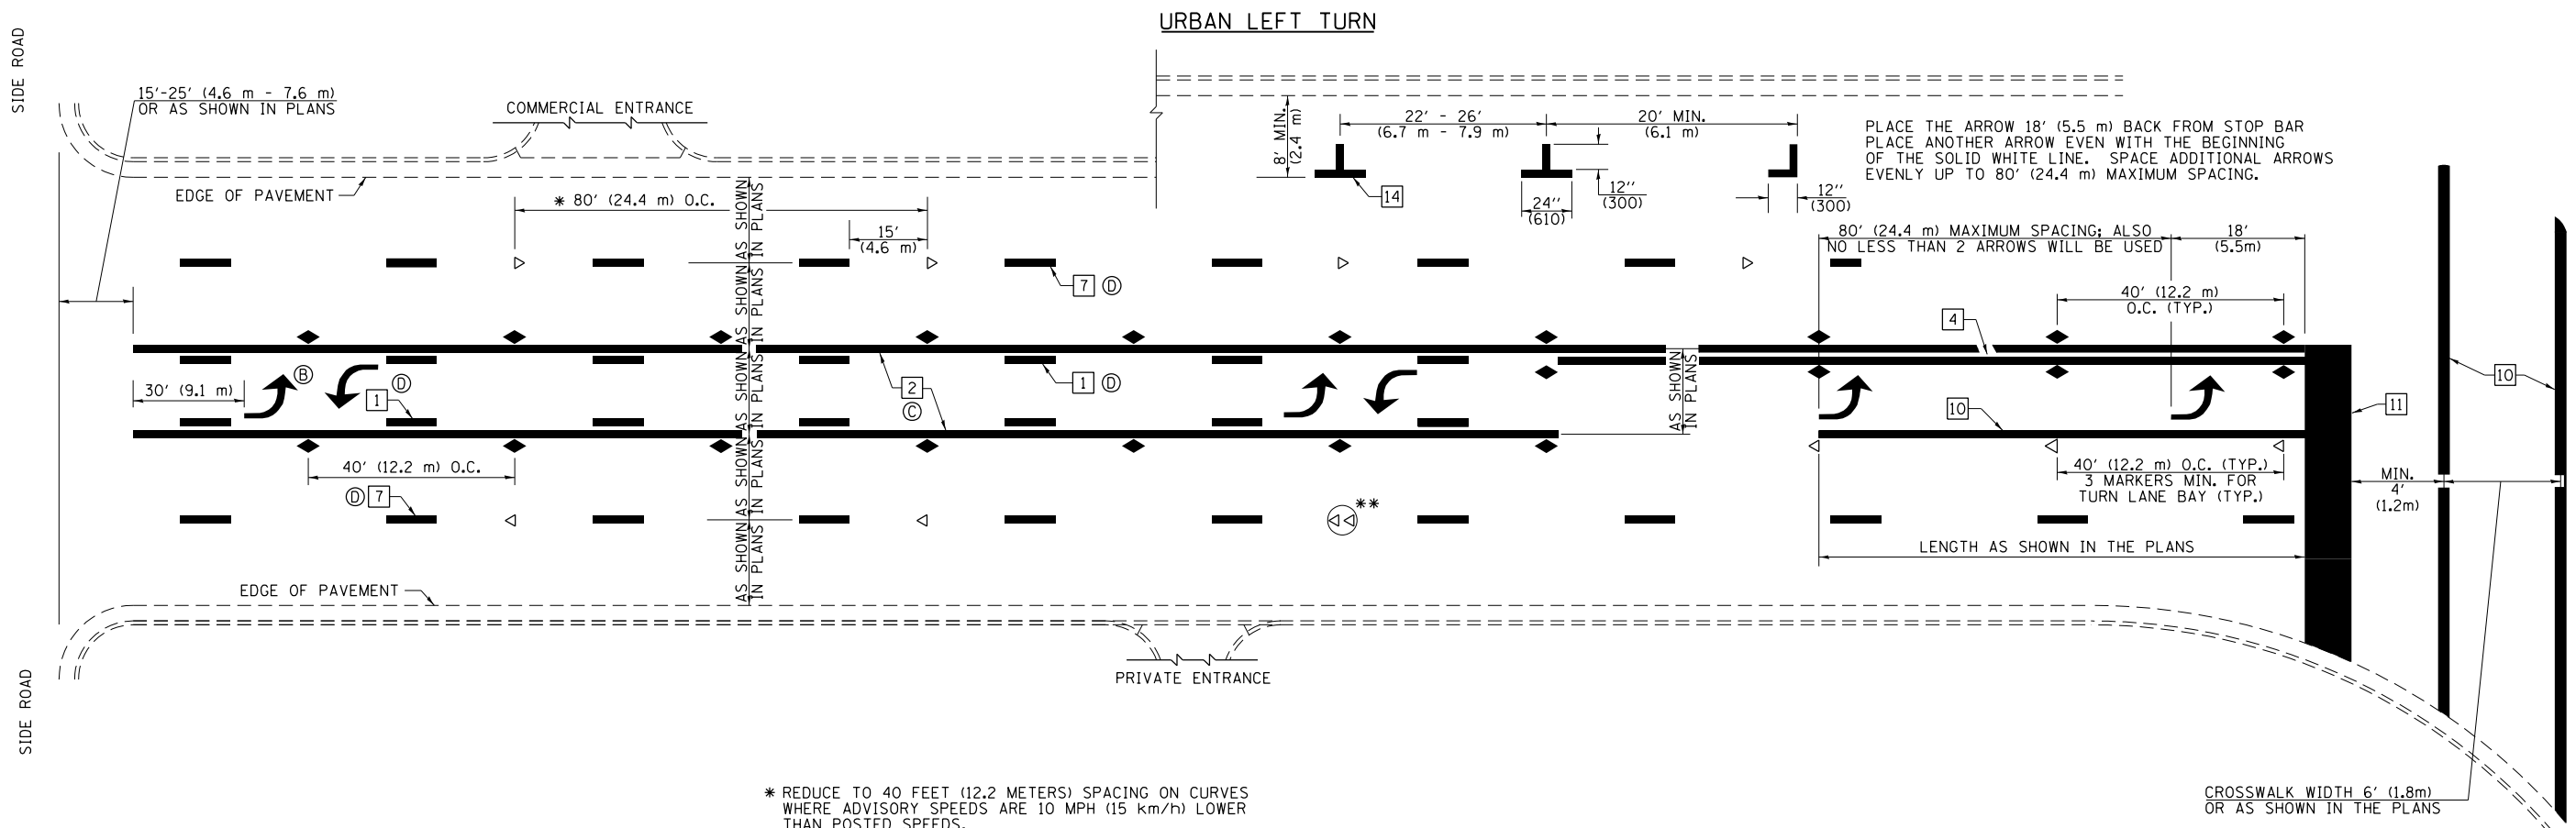 URBAN LEFT TURN
SIDE ROAD
15'-25' (4.6 m - 7.6 m)
OR AS SHOWN IN PLANS
COMMERCIAL ENTRANCE
EDGE OF PAVEMENT
* 80' (24.4 m) O.C.
15'
(4.6 m)
8' MIN.
(2.4 m)
22' - 26'
(6.7 m - 7.9 m)
20' MIN.
(6.1 m)
14
24''
(610)
12''
(300)
12''
(300)
PLACE THE ARROW 18' (5.5 m) BACK FROM STOP BAR
PLACE ANOTHER ARROW EVEN WITH THE BEGINNING
OF THE SOLID WHITE LINE. SPACE ADDITIONAL ARROWS
EVENLY UP TO 80' (24.4 m) MAXIMUM SPACING.
80' (24.4 m) MAXIMUM SPACING; ALSO
NO LESS THAN 2 ARROWS WILL BE USED
18'
(5.5m)
7 D
40' (12.2 m)
O.C. (TYP.)
4
AS SHOWN
IN PLANS
AS SHOWN
IN PLANS
AS SHOWN
IN PLANS
AS SHOWN
IN PLANS
AS SHOWN
IN PLANS
30' (9.1 m)
B
D
1
2
C
1 D
AS SHOWN
IN PLANS
10
11
10
40' (12.2 m) O.C.
D 7
**
40' (12.2 m) O.C. (TYP.)
3 MARKERS MIN. FOR
TURN LANE BAY (TYP.)
MIN.
4'
(1.2m)
LENGTH AS SHOWN IN THE PLANS
EDGE OF PAVEMENT
SIDE ROAD
PRIVATE ENTRANCE
* REDUCE TO 40 FEET (12.2 METERS) SPACING ON CURVES
WHERE ADVISORY SPEEDS ARE 10 MPH (15 km/h) LOWER
THAN POSTED SPEEDS.
CROSSWALK WIDTH 6' (1.8m)
OR AS SHOWN IN THE PLANS